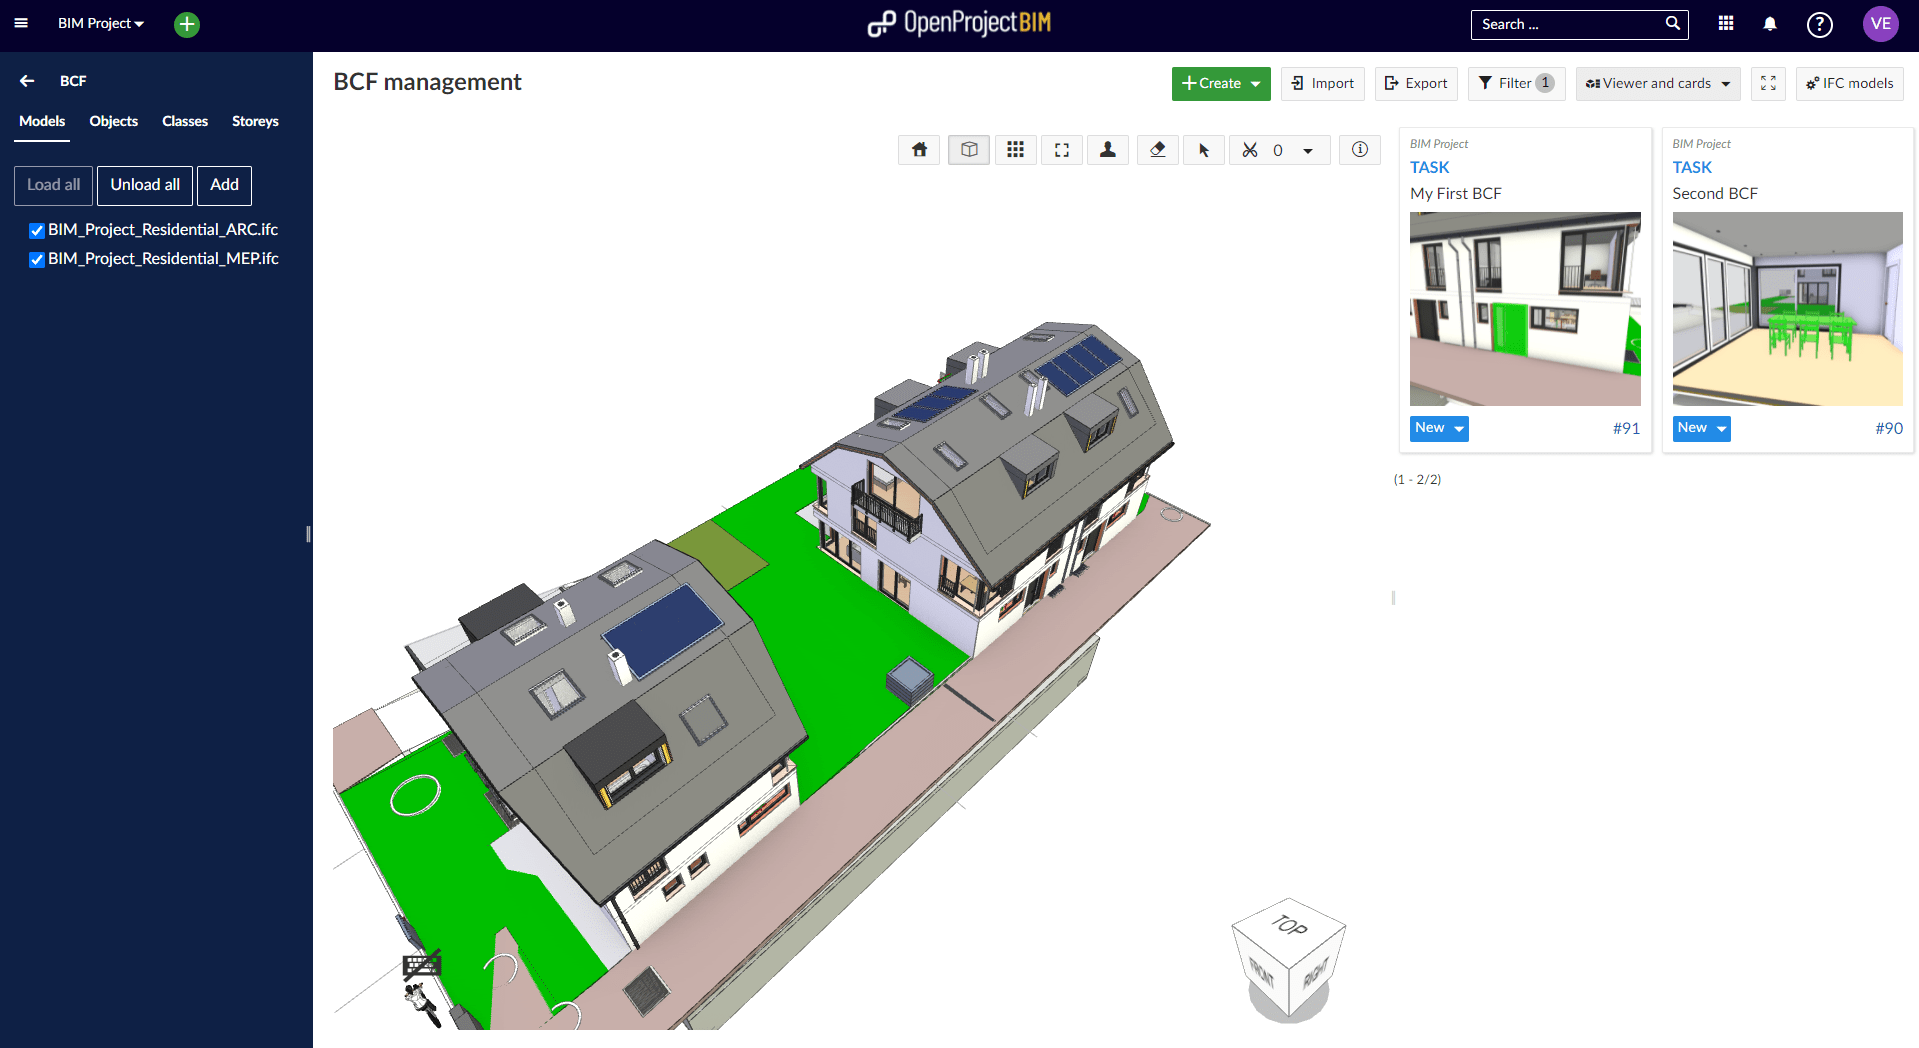 BIM Project
OpenProjectBIM
Search ...
?
VE
BCF
Models Objects Classes Storeys
Load all Unload all Add
BIM_Project_Residential_ARC.ifc
BIM_Project_Residential_MEP.ifc
BCF management
Create Import Export Filter 1 Viewer and cards IFC models
0
BIM Project
TASK
My First BCF
New #91
BIM Project
TASK
Second BCF
New #90
(1 - 2/2)
TOP
FRONT RIGHT